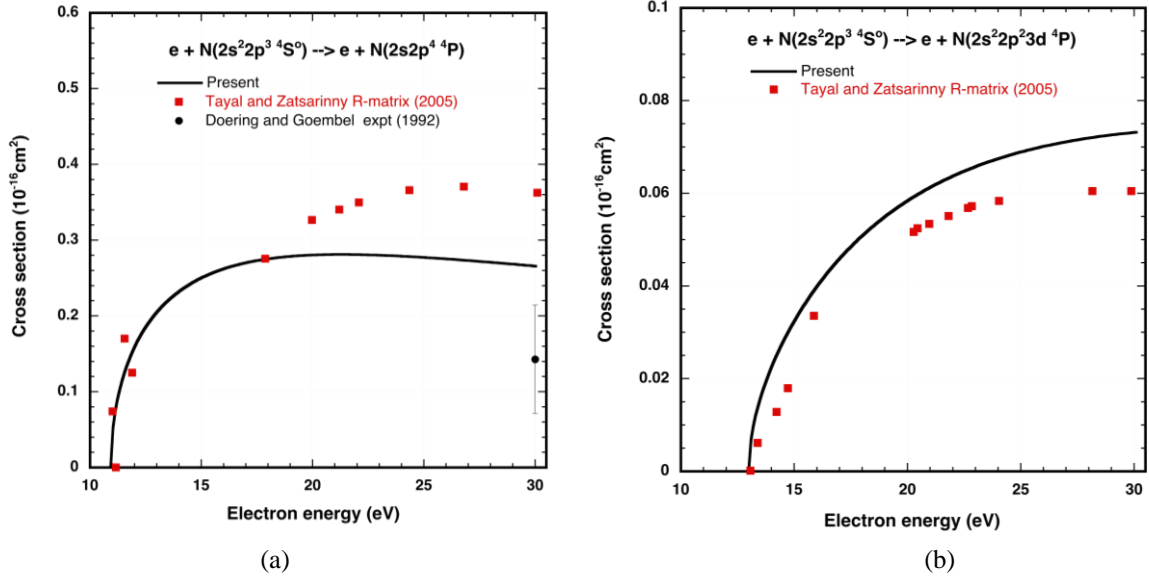 0.6
e + N(2s²2p³ ⁴Sᵒ) --> e + N(2s2p⁴ ⁴P)
Present
Tayal and Zatsarinny R-matrix (2005)
Doering and Goembel expt (1992)
0.5
0.4
0.3
0.2
0.1
0
Cross section (10⁻¹⁶cm²)
10 15 20 25 30
Electron energy (eV)
(a)
0.1
e + N(2s²2p³ ⁴Sᵒ) --> e + N(2s²2p²3d ⁴P)
Present
Tayal and Zatsarinny R-matrix (2005)
0.08
0.06
0.04
0.02
0
Cross section (10⁻¹⁶cm²)
10 15 20 25 30
Electron energy (eV)
(b)